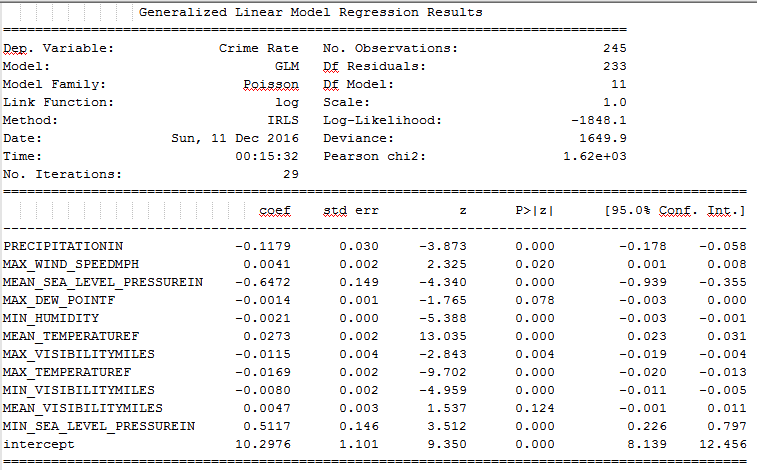 Generalized Linear Model Regression Results
==============================================================================
Dep. Variable: Crime Rate No. Observations: 245
Model: GLM Df Residuals: 233
Model Family: Poisson Df Model: 11
Link Function: log Scale: 1.0
Method: IRLS Log-Likelihood: -1848.1
Date: Sun, 11 Dec 2016 Deviance: 1649.9
Time: 00:15:32 Pearson chi2: 1.62e+03
No. Iterations: 29
==============================================================================
coef std err z P>|z| [95.0% Conf. Int.]
------------------------------------------------------------------------------
PRECIPITATIONIN -0.1179 0.030 -3.873 0.000 -0.178 -0.058
MAX_WIND_SPEEDMPH 0.0041 0.002 2.325 0.020 0.001 0.008
MEAN_SEA_LEVEL_PRESSUREIN -0.6472 0.149 -4.340 0.000 -0.939 -0.355
MAX_DEW_POINTF -0.0014 0.001 -1.765 0.078 -0.003 0.000
MIN_HUMIDITY -0.0021 0.000 -5.388 0.000 -0.003 -0.001
MEAN_TEMPERATUREF 0.0273 0.002 13.035 0.000 0.023 0.031
MAX_VISIBILITYMILES -0.0115 0.004 -2.843 0.004 -0.019 -0.004
MAX_TEMPERATUREF -0.0169 0.002 -9.702 0.000 -0.020 -0.013
MIN_VISIBILITYMILES -0.0080 0.002 -4.959 0.000 -0.011 -0.005
MEAN_VISIBILITYMILES 0.0047 0.003 1.537 0.124 -0.001 0.011
MIN_SEA_LEVEL_PRESSUREIN 0.5117 0.146 3.512 0.000 0.226 0.797
intercept 10.2976 1.101 9.350 0.000 8.139 12.456
==============================================================================